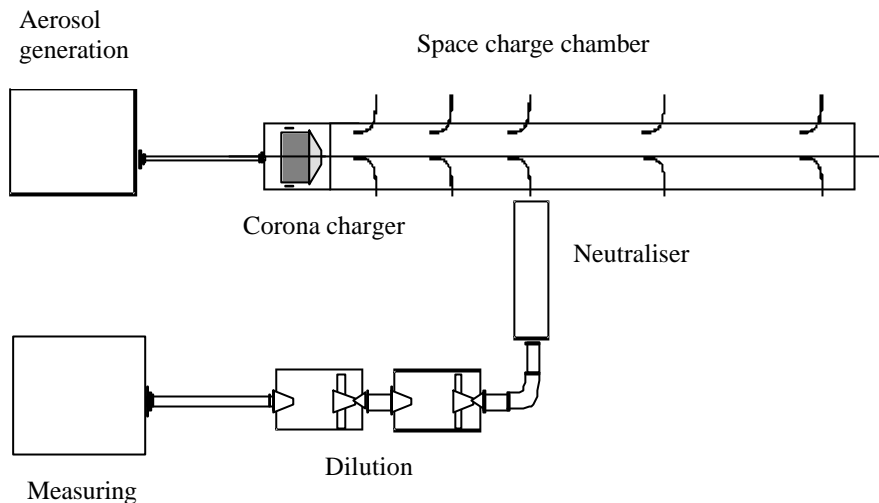 Aerosol
generation
Space charge chamber
Corona charger
Neutraliser
Dilution
Measuring